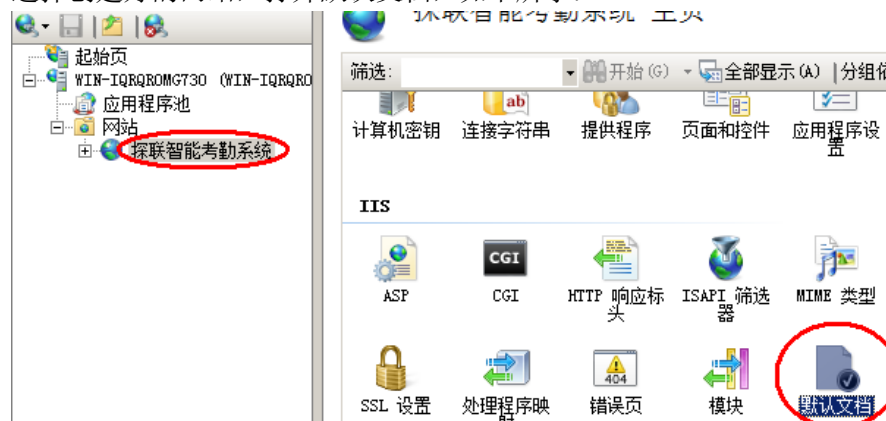 探联智能考勤系统 主页
起始页
WIN-IQRQROMG730 (WIN-IQRQRO
应用程序池
网站
探联智能考勤系统
筛选:
开始(G)
全部显示(A)
计算机密钥
连接字符串
提供程序
页面和控件
应用程序设置
IIS
ASP
CGI
CGI
HTTP 响应标头
ISAPI 筛选器
MIME 类型
SSL 设置
处理程序映
404
错误页
模块
默认文档
ab